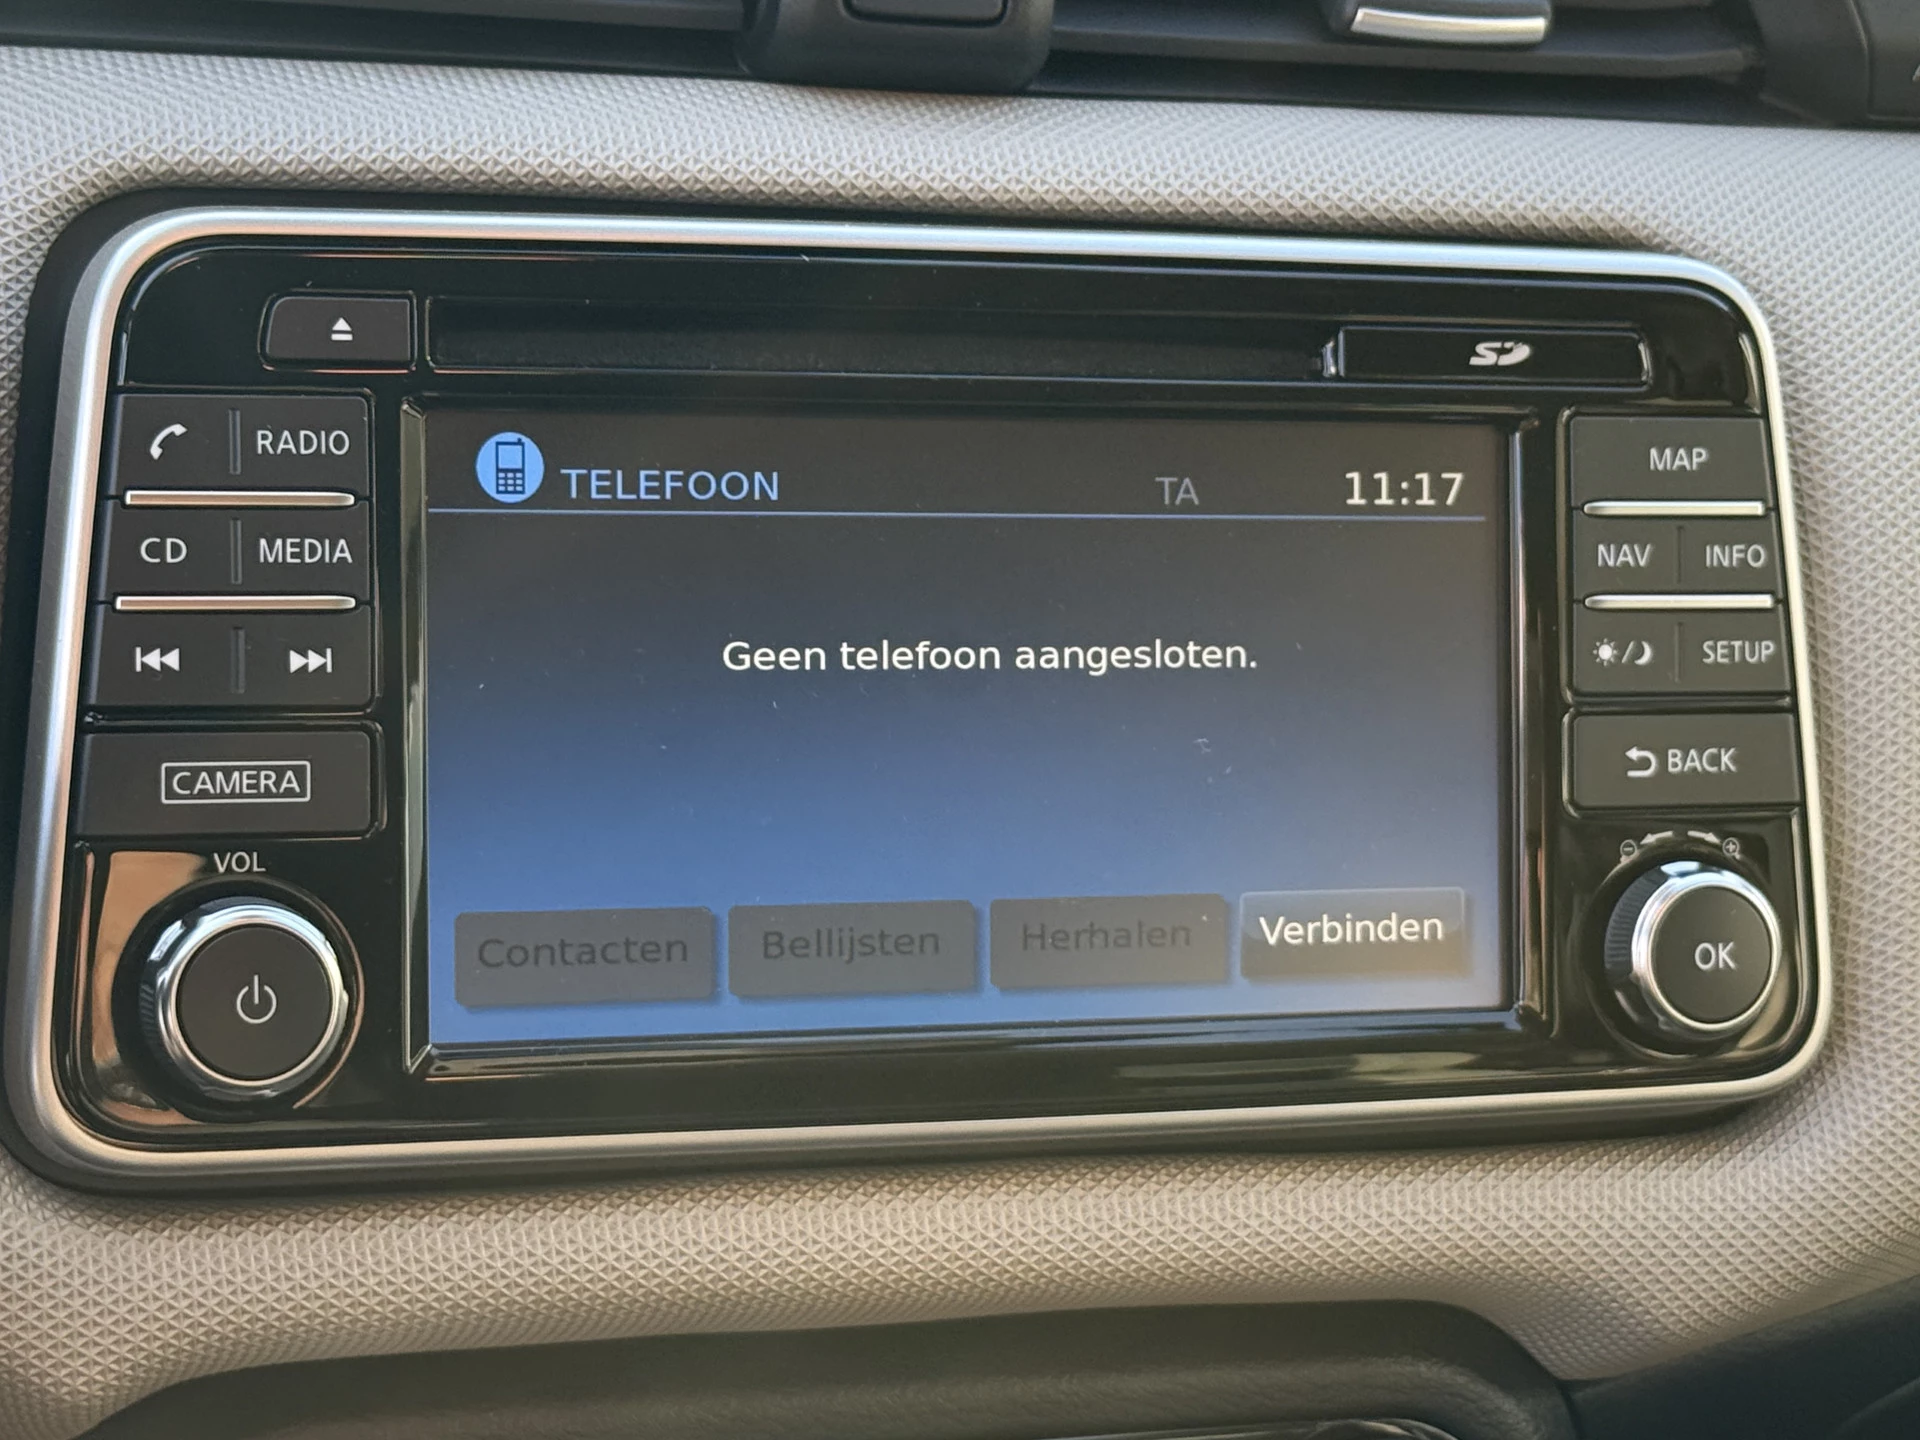 SD
RADIO
CD
MEDIA
CAMERA
VOL
TELEFOON
TA
11:17
Geen telefoon aangesloten.
Contacten
Bellijsten
Herhalen
Verbinden
MAP
NAV
INFO
SETUP
BACK
OK